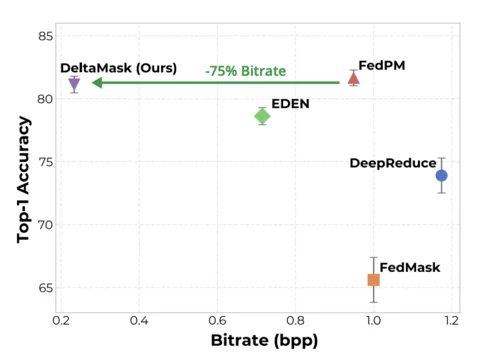 85
80
75
70
65
Top-1 Accuracy
DeltaMask (Ours)
-75% Bitrate
FedPM
EDEN
DeepReduce
FedMask
0.2 0.4 0.6 0.8 1.0 1.2
Bitrate (bpp)